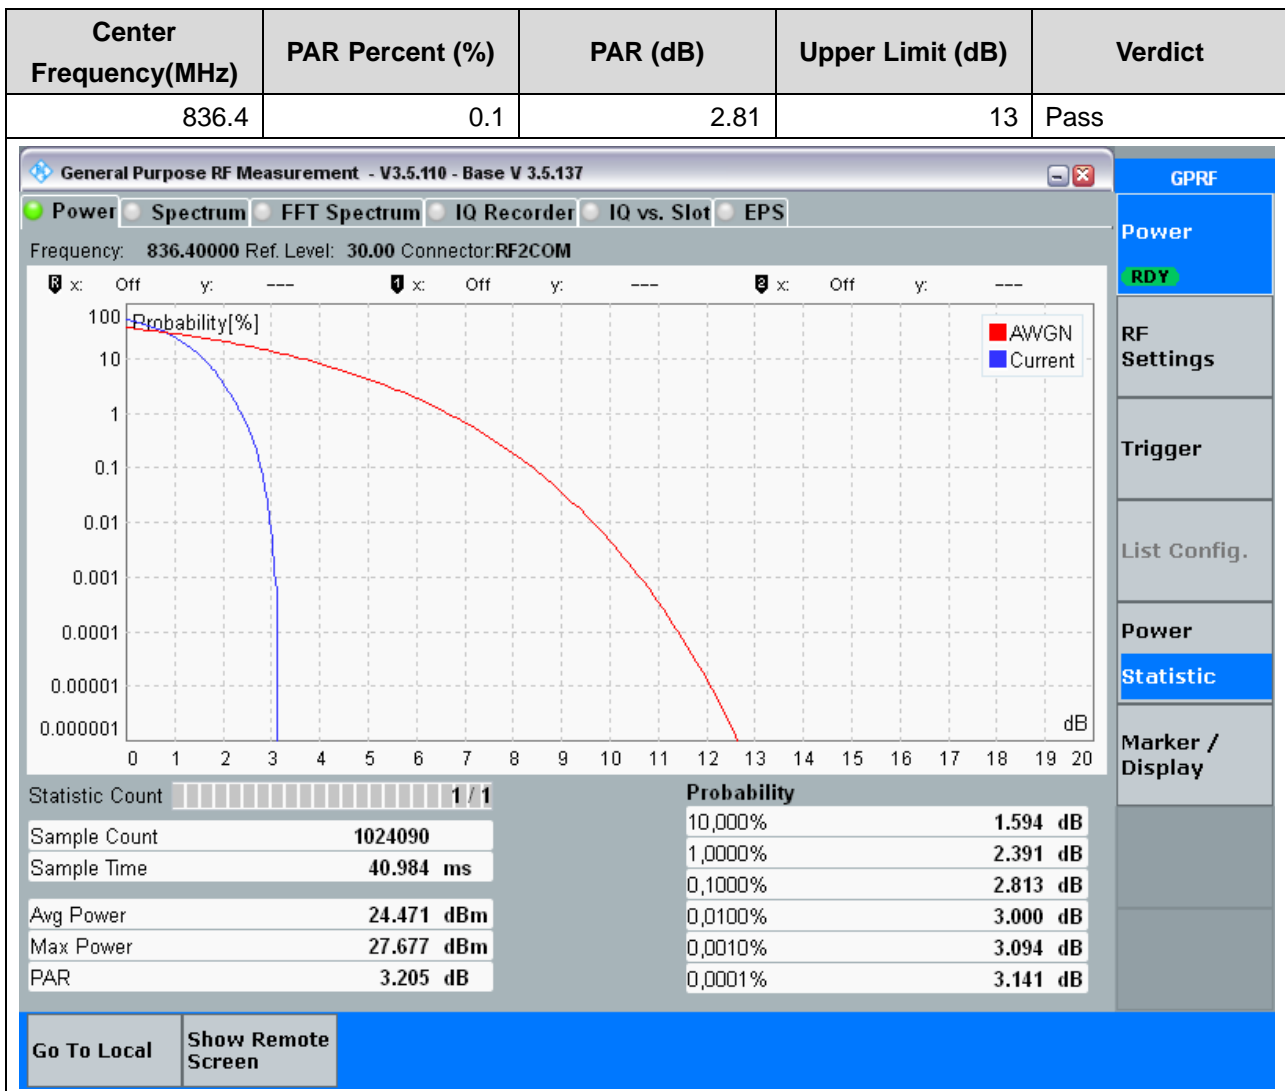 Center Frequency(MHz) PAR Percent (%) PAR (dB) Upper Limit (dB) Verdict
836.4 0.1 2.81 13 Pass
General Purpose RF Measurement - V3.5.110 - Base V 3.5.137
GPRF
Power Spectrum FFT Spectrum IQ Recorder IQ vs. Slot EPS
Frequency: 836.40000 Ref. Level: 30.00 Connector:RF2COM
R x: Off y: --- 1 x: Off y: --- 2 x: Off y: ---
Probability[%]
AWGN
Current
100
10
1
0.1
0.01
0.001
0.0001
0.00001
0.000001
dB
0 1 2 3 4 5 6 7 8 9 10 11 12 13 14 15 16 17 18 19 20
Statistic Count 1 / 1
Sample Count 1024090
Sample Time 40.984 ms
Avg Power 24.471 dBm
Max Power 27.677 dBm
PAR 3.205 dB
Probability
10,000% 1.594 dB
1,0000% 2.391 dB
0,1000% 2.813 dB
0,0100% 3.000 dB
0,0010% 3.094 dB
0,0001% 3.141 dB
Power
RDY
RF
Settings
Trigger
List Config.
Power
Statistic
Marker /
Display
Go To Local
Show Remote
Screen